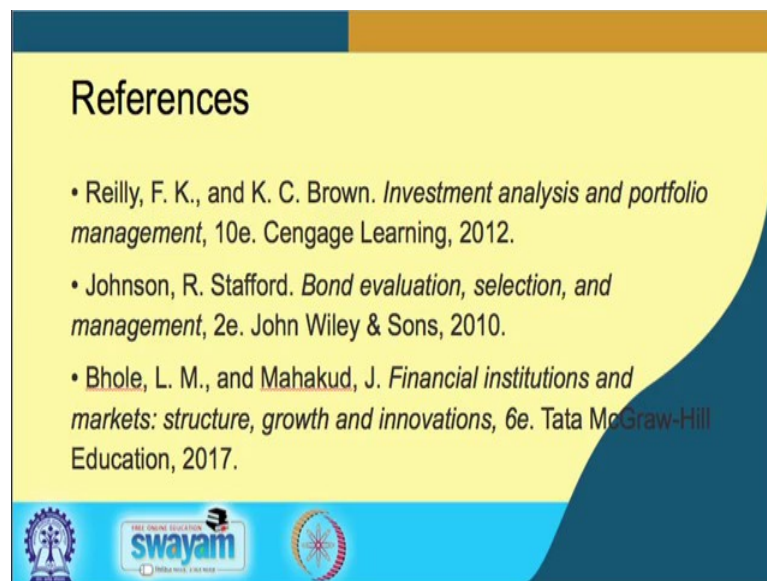 References
• Reilly, F. K., and K. C. Brown. Investment analysis and portfolio
management, 10e. Cengage Learning, 2012.
• Johnson, R. Stafford. Bond evaluation, selection, and
management, 2e. John Wiley & Sons, 2010.
• Bhole, L. M., and Mahakud, J. Financial institutions and
markets: structure, growth and innovations, 6e. Tata McGraw-Hill
Education, 2017.
FREE ONLINE EDUCATION
swayam